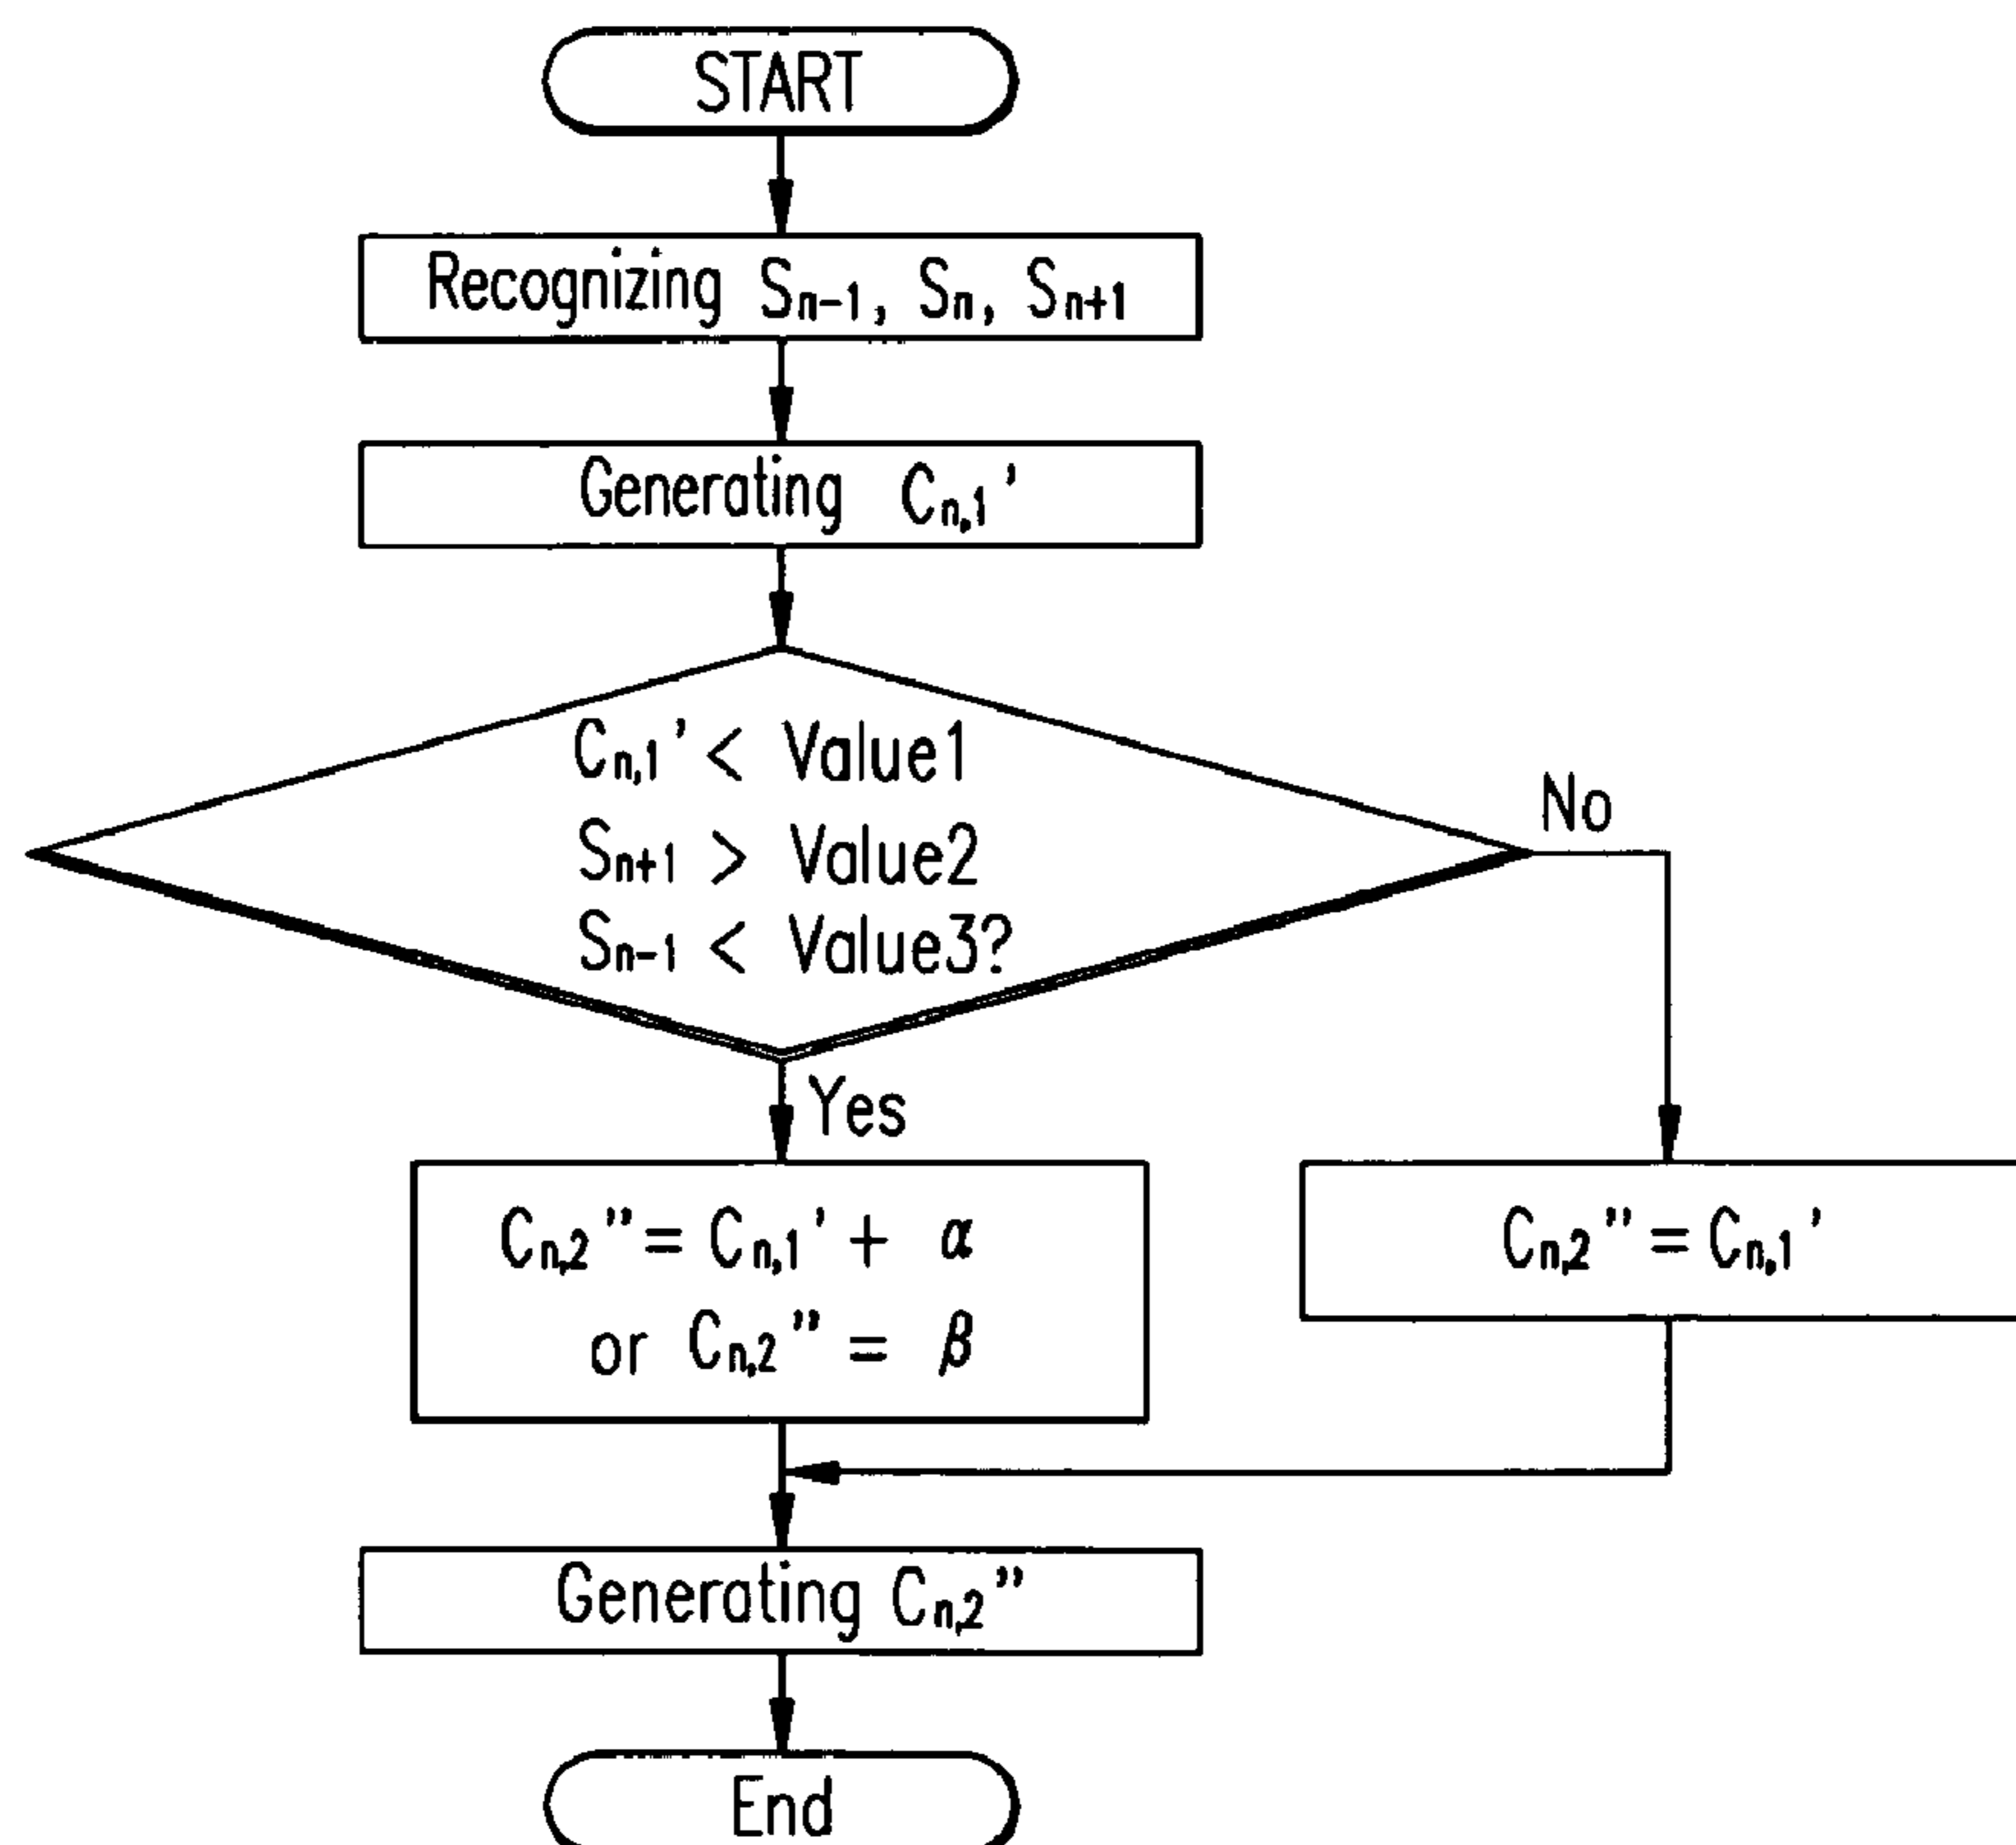 START
Recognizing Sn-1, Sn, Sn+1
Generating Cn,1'
Cn,1' < Value1
Sn+1 > Value2
Sn-1 < Value3?
No
Yes
Cn,2" = Cn,1' + α
or Cn,2" = β
Cn,2" = Cn,1'
Generating Cn,2"
End